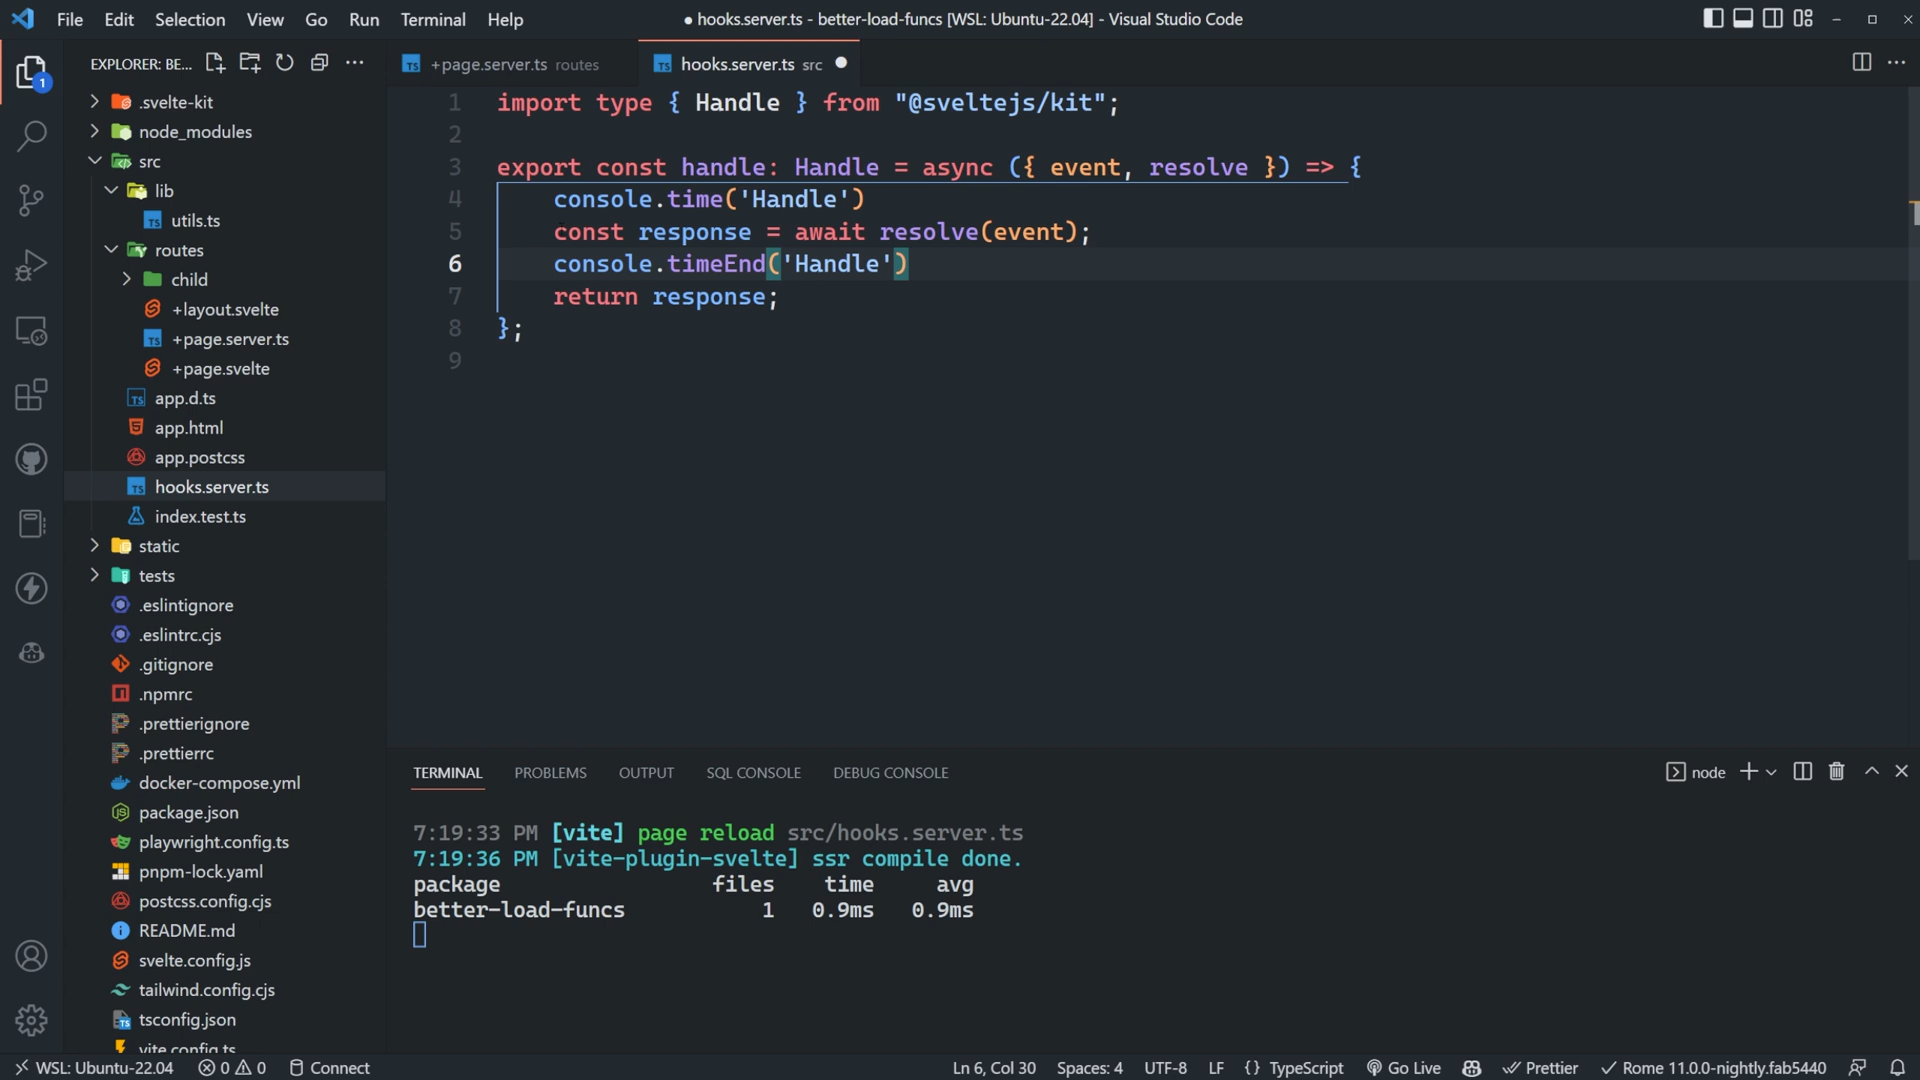 File Edit Selection View Go Run Terminal Help
● hooks.server.ts - better-load-funcs [WSL: Ubuntu-22.04] - Visual Studio Code
EXPLORER: BE...
1
.svelte-kit
node_modules
src
lib
utils.ts
routes
child
+layout.svelte
+page.server.ts
+page.svelte
app.d.ts
app.html
app.postcss
hooks.server.ts
index.test.ts
static
tests
.eslintignore
.eslintrc.cjs
.gitignore
.npmrc
.prettierignore
.prettierrc
docker-compose.yml
package.json
playwright.config.ts
pnpm-lock.yaml
postcss.config.cjs
README.md
svelte.config.js
tailwind.config.cjs
tsconfig.json
vite.config.ts
TS +page.server.ts routes
TS hooks.server.ts src ●
1 import type { Handle } from "@sveltejs/kit";
2
3 export const handle: Handle = async ({ event, resolve }) => {
4 console.time('Handle')
5 const response = await resolve(event);
6 console.timeEnd('Handle')
7 return response;
8 };
9
TERMINAL PROBLEMS OUTPUT SQL CONSOLE DEBUG CONSOLE
node
7:19:33 PM [vite] page reload src/hooks.server.ts
7:19:36 PM [vite-plugin-svelte] ssr compile done.
package files time avg
better-load-funcs 1 0.9ms 0.9ms
WSL: Ubuntu-22.04 0 0 Connect
Ln 6, Col 30 Spaces: 4 UTF-8 LF {} TypeScript Go Live Prettier Rome 11.0.0-nightly.fab5440